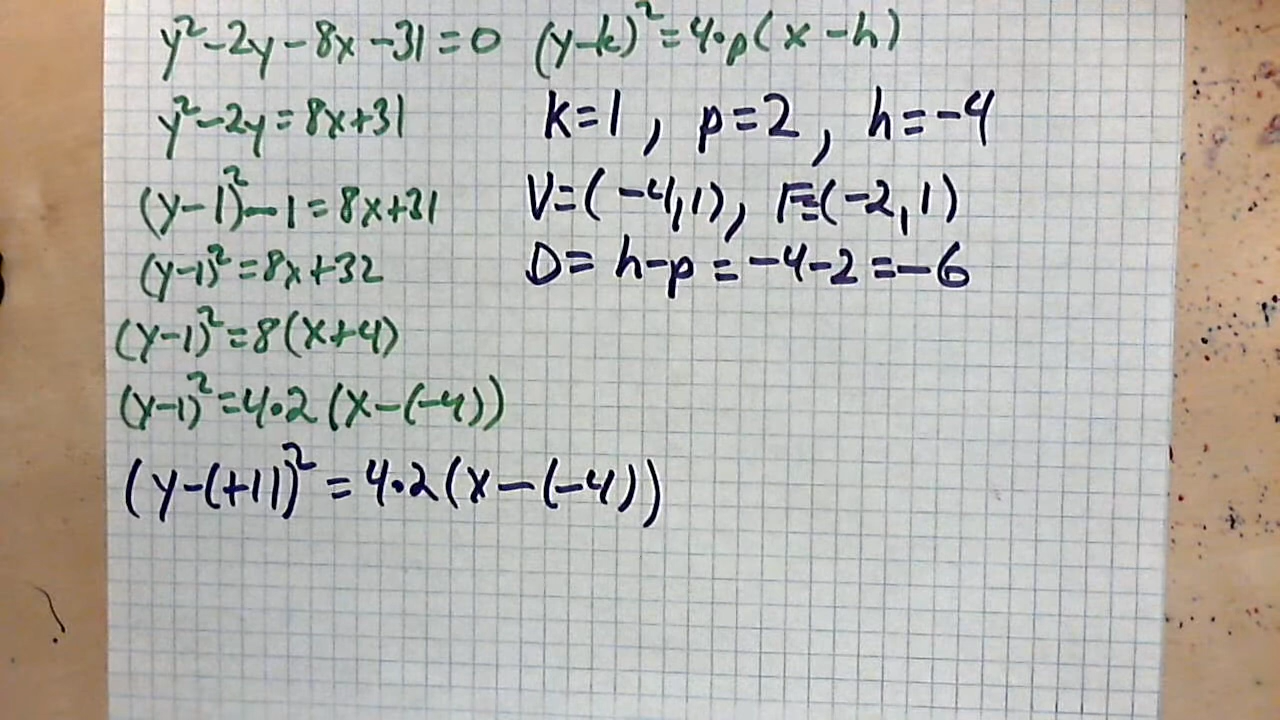 y²-2y-8x-31=0 (y-k)²=4·p(x-h)
y²-2y=8x+31
k=1, p=2, h=-4
(y-1)²-1=8x+31
V=(-4,1), F=(-2,1)
(y-1)²=8x+32
D=h-p=-4-2=-6
(y-1)²=8(x+4)
(y-1)²=4·2(x-(-4))
(y-(+1))²=4·2(x-(-4))